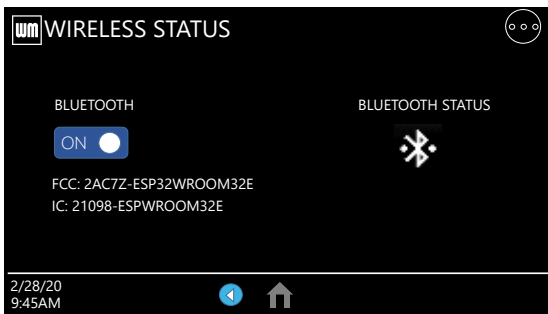 wm WIRELESS STATUS
BLUETOOTH
BLUETOOTH STATUS
ON
FCC: 2AC7Z-ESP32WROOM32E
IC: 21098-ESPWROOM32E
2/28/20
9:45AM